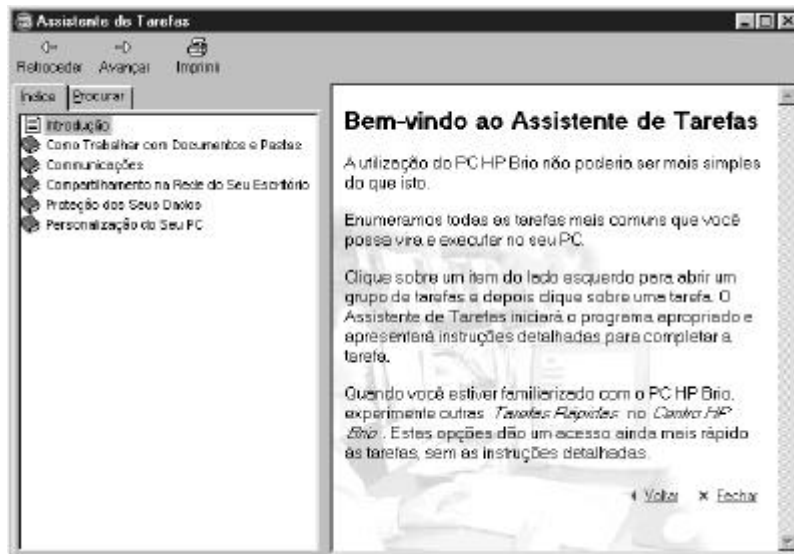 Assistente de Tarefas
Retroceder Avançar Imprimir
Índice Procurar
Introdução
Como Trabalhar com Documentos e Pastas
Communicações
Compartilhamento na Rede do Seu Escritório
Proteção dos Seus Dados
Personalização do Seu PC
Bem-vindo ao Assistente de Tarefas
A utilização do PC HP Brio não poderia ser mais simples
do que isto.
Enumeramos todas as tarefas mais comuns que você
possa vir a executar no seu PC.
Clique sobre um item do lado esquerdo para abrir um
grupo de tarefas e depois clique sobre uma tarefa. O
Assistente de Tarefas iniciará o programa apropriado e
apresentará instruções detalhadas para completar a
tarefa.
Quando você estiver familiarizado com o PC HP Brio,
experimente outras Tarefas Rápidas no Centro HP
Brio . Estas opções dão um acesso ainda mais rápido
às tarefas, sem as instruções detalhadas.
Voltar Fechar